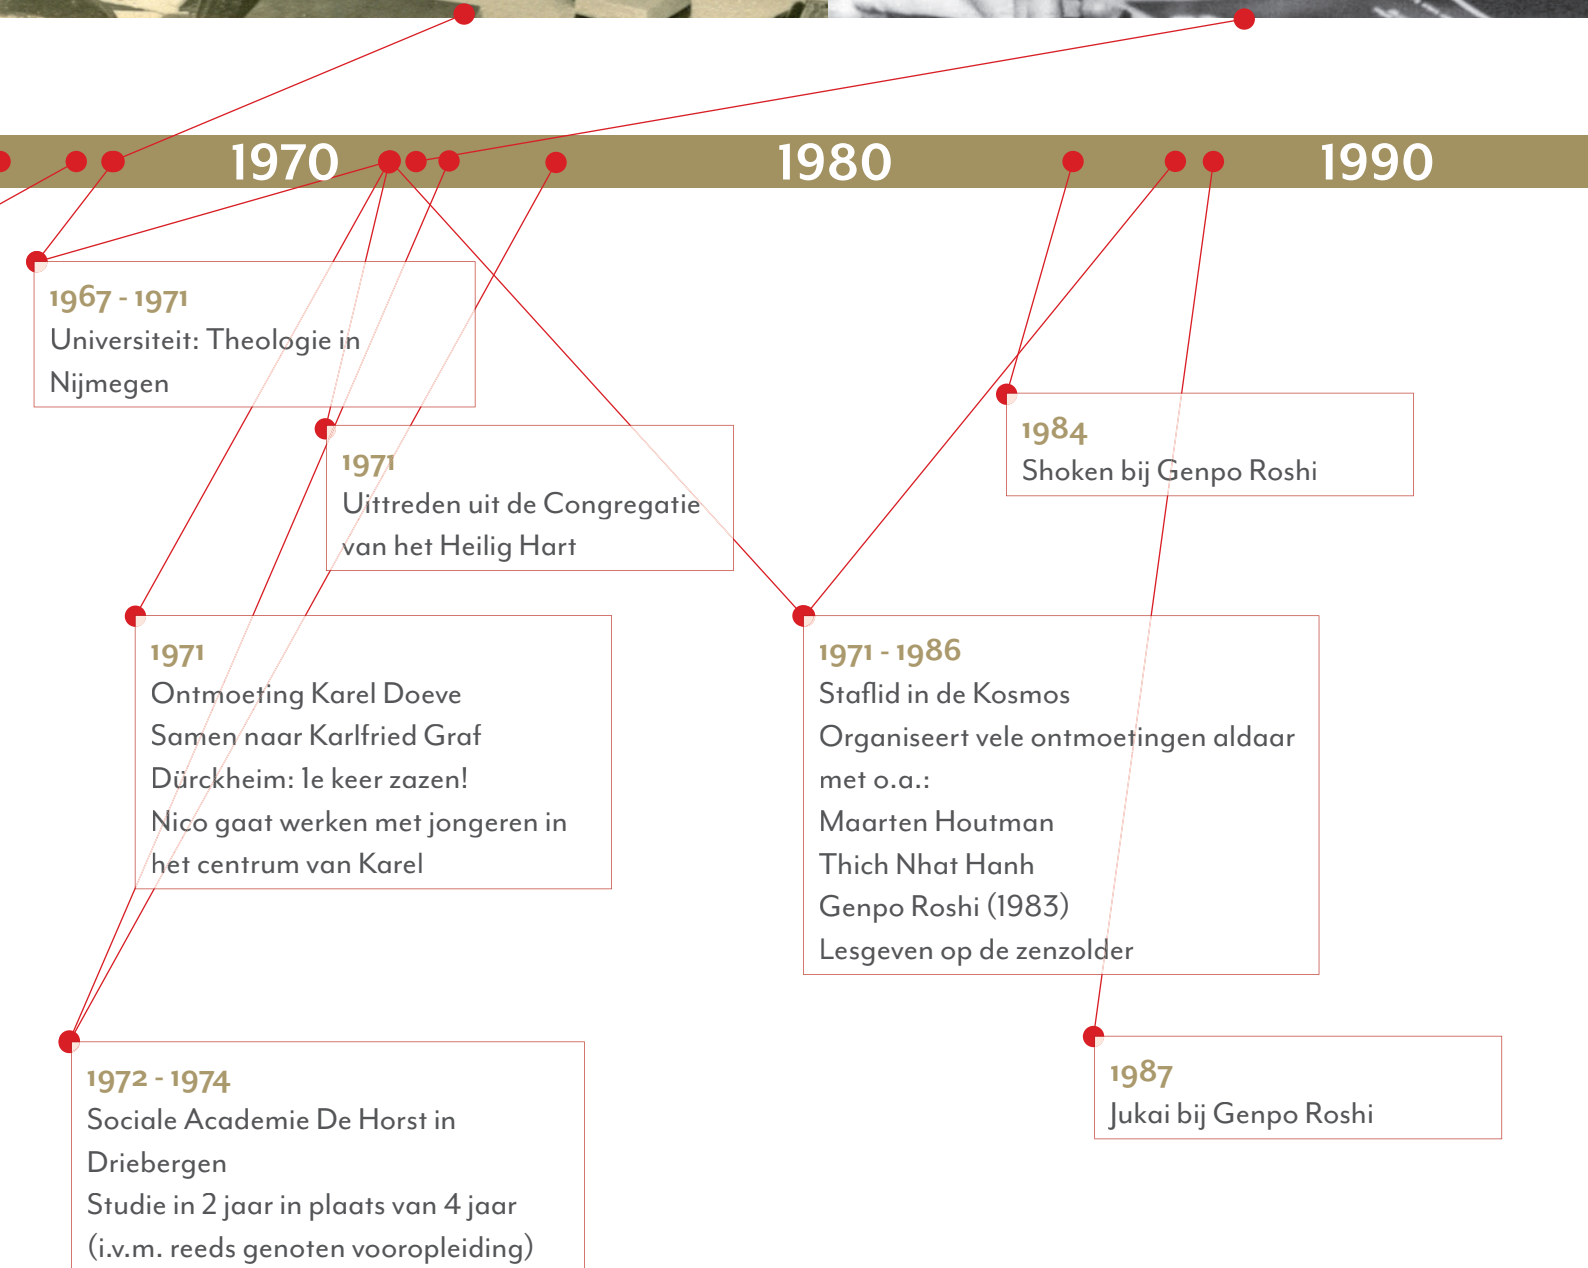 1970
1980
1990
1967 - 1971
Universiteit: Theologie in
Nijmegen
1971
Uittreden uit de Congregatie
van het Heilig Hart
1984
Shoken bij Genpo Roshi
1971
Ontmoeting Karel Doeve
Samen naar Karlfried Graf
Dürckheim: 1e keer zazen!
Nico gaat werken met jongeren in
het centrum van Karel
1971 - 1986
Staflid in de Kosmos
Organiseert vele ontmoetingen aldaar
met o.a.:
Maarten Houtman
Thich Nhat Hanh
Genpo Roshi (1983)
Lesgeven op de zenzolder
1972 - 1974
Sociale Academie De Horst in
Driebergen
Studie in 2 jaar in plaats van 4 jaar
(i.v.m. reeds genoten vooropleiding)
1987
Jukai bij Genpo Roshi